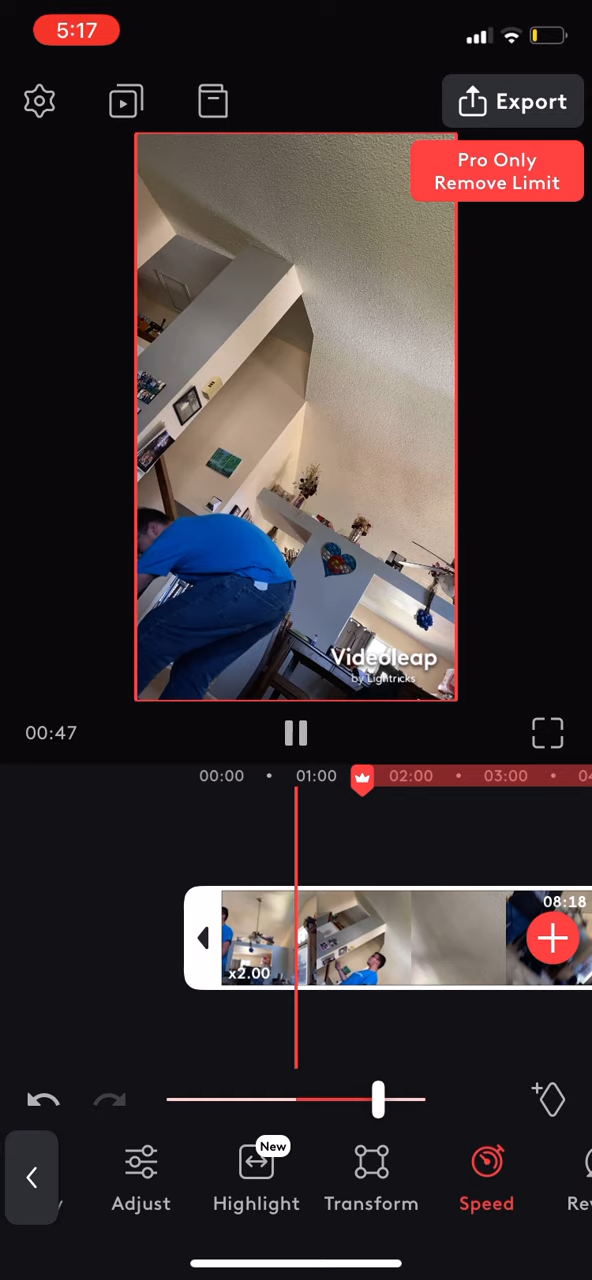 5:17
Export
Pro Only
Remove Limit
Videoleap
by Lightricks
00:47
00:00 01:00 02:00 03:00
08:18
x2.00
New
Adjust Highlight Transform Speed